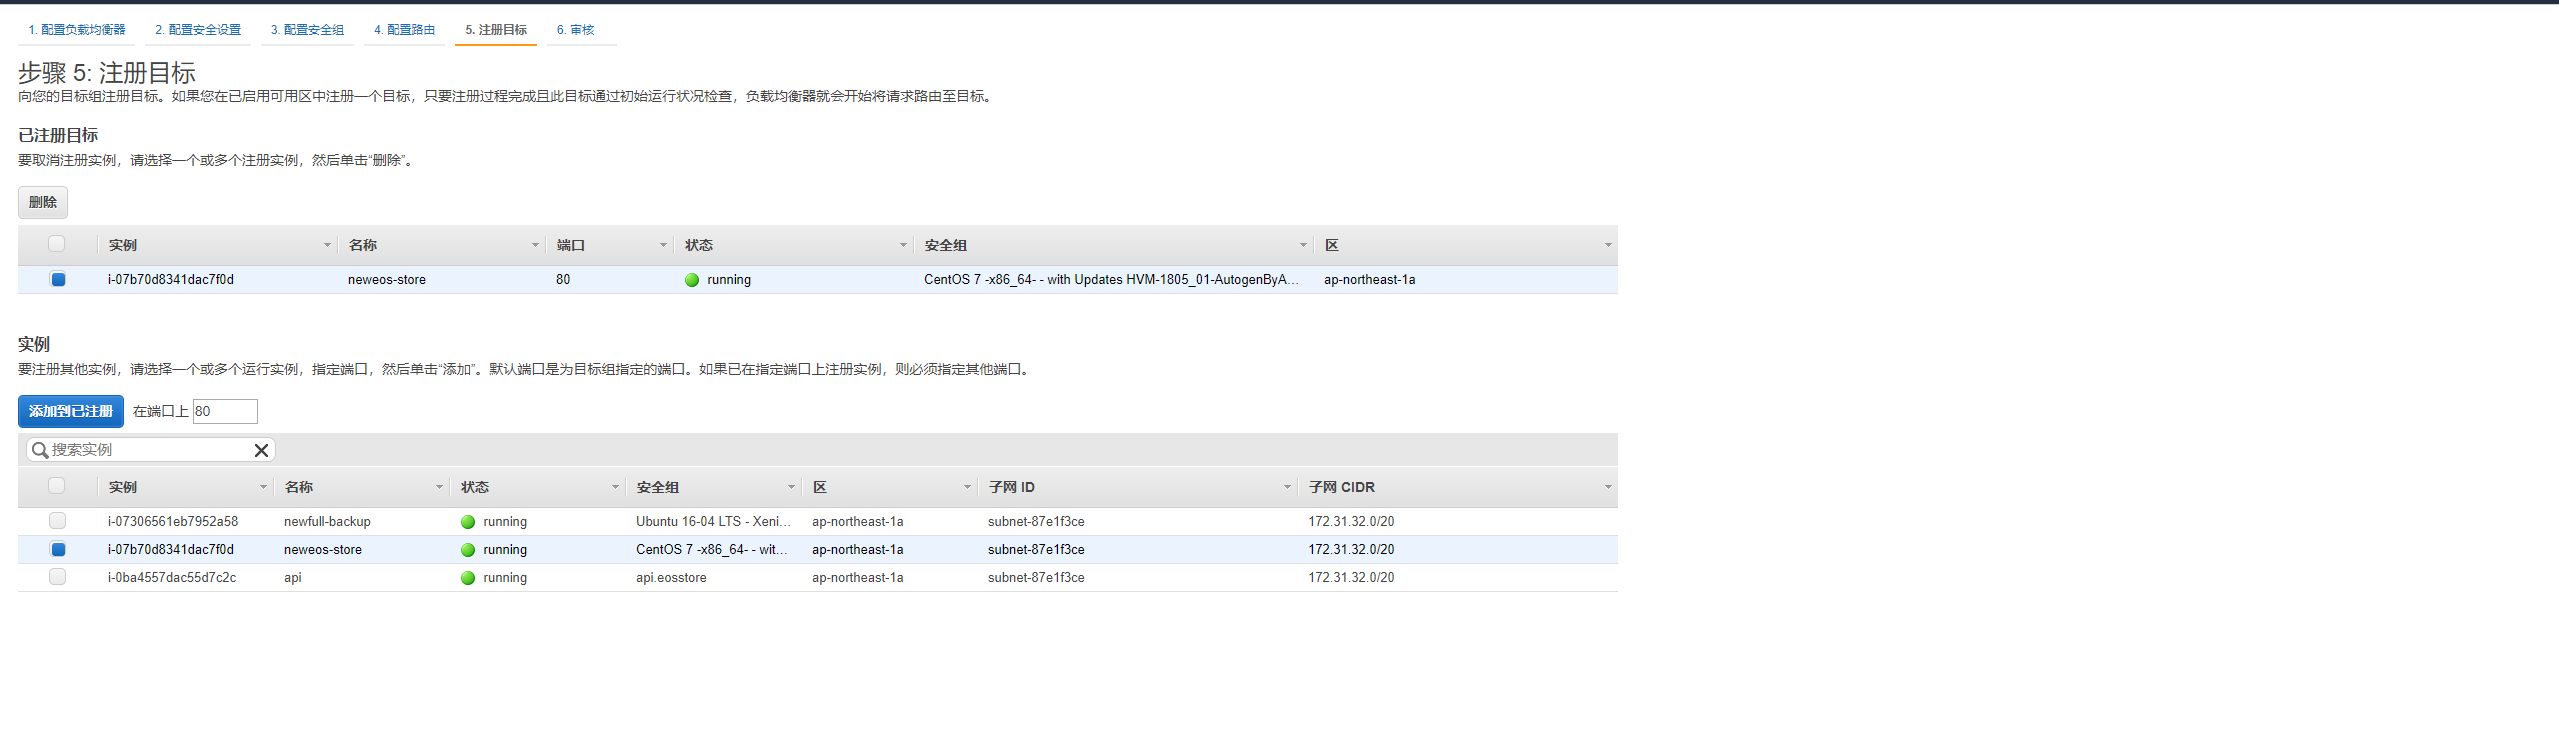 1. 配置负载均衡器 2. 配置安全设置 3. 配置安全组 4. 配置路由 5. 注册目标 6. 审核
步骤 5: 注册目标
向您的目标组注册目标。如果您在已启用可用区中注册一个目标，只要注册过程完成且此目标通过初始运行状况检查，负载均衡器就会开始将请求路由至目标。
已注册目标
要取消注册实例，请选择一个或多个注册实例，然后单击“删除”。
删除
实例 名称 端口 状态 安全组 区
i-07b70d8341dac7f0d neweos-store 80 running CentOS 7 -x86_64- - with Updates HVM-1805_01-AutogenByA... ap-northeast-1a
实例
要注册其他实例，请选择一个或多个运行实例，指定端口，然后单击“添加”。默认端口是为目标组指定的端口。如果已在指定端口上注册实例，则必须指定其他端口。
添加到已注册 在端口上 80
搜索实例
实例 名称 状态 安全组 区 子网 ID 子网 CIDR
i-07306561eb7952a58 newfull-backup running Ubuntu 16-04 LTS - Xeni... ap-northeast-1a subnet-87e1f3ce 172.31.32.0/20
i-07b70d8341dac7f0d neweos-store running CentOS 7 -x86_64- - wit... ap-northeast-1a subnet-87e1f3ce 172.31.32.0/20
i-0ba4557dac55d7c2c api running api.eosstore ap-northeast-1a subnet-87e1f3ce 172.31.32.0/20